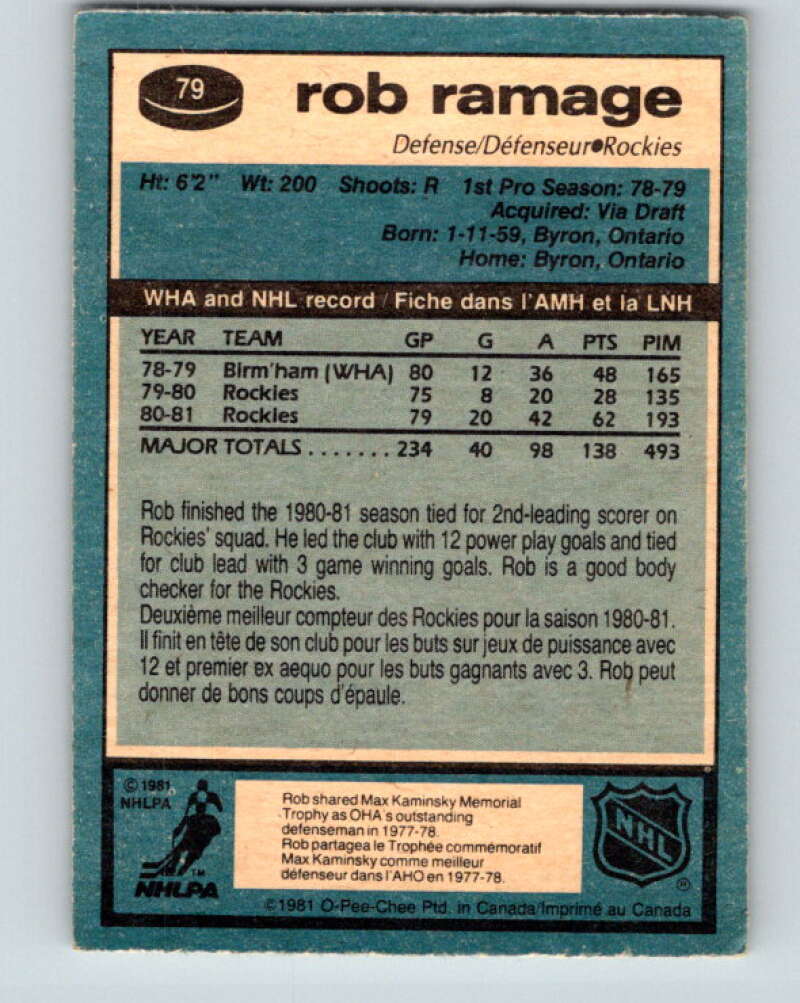 79
rob ramage
Defense/Défenseur●Rockies
Ht: 6'2" Wt: 200 Shoots: R 1st Pro Season: 78-79
Acquired: Via Draft
Born: 1-11-59, Byron, Ontario
Home: Byron, Ontario
WHA and NHL record / Fiche dans l'AMH et la LNH
YEAR TEAM GP G A PTS PIM
78-79 Birm'ham (WHA) 80 12 36 48 165
79-80 Rockies 75 8 20 28 135
80-81 Rockies 79 20 42 62 193
MAJOR TOTALS ....... 234 40 98 138 493
Rob finished the 1980-81 season tied for 2nd-leading scorer on
Rockies' squad. He led the club with 12 power play goals and tied
for club lead with 3 game winning goals. Rob is a good body
checker for the Rockies.
Deuxième meilleur compteur des Rockies pour la saison 1980-81.
Il finit en tête de son club pour les buts sur jeux de puissance avec
12 et premier ex aequo pour les buts gagnants avec 3. Rob peut
donner de bons coups d'épaule.
© 1981
NHLPA
TM
NHLPA
Rob shared Max Kaminsky Memorial
Trophy as OHA's outstanding
defenseman in 1977-78.
Rob partagea le Trophée commémoratif
Max Kaminsky comme meilleur
défenseur dans l'AHO en 1977-78.
NHL
®
©1981 O-Pee-Chee Ptd. in Canada/Imprimé au Canada